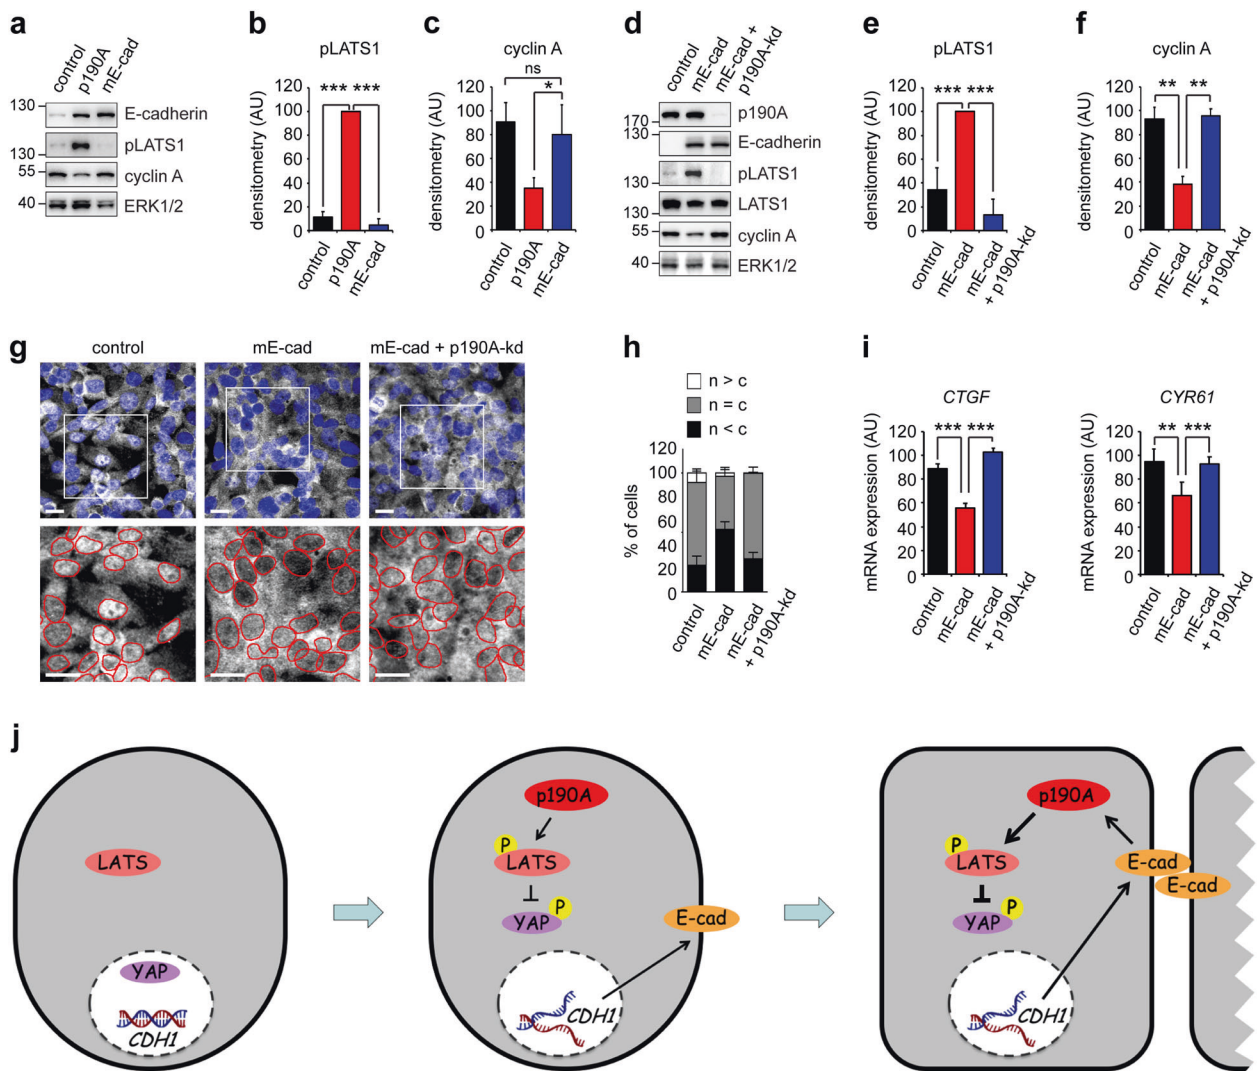 a
control
p190A
mE-cad
130
E-cadherin
130
pLATS1
55
cyclin A
40
ERK1/2
b
pLATS1
densitometry (AU)
120
100
80
60
40
20
0
*** ***
control
p190A
mE-cad
c
cyclin A
densitometry (AU)
120
100
80
60
40
20
0
ns
*
control
p190A
mE-cad
d
control
mE-cad
mE-cad +
p190A-kd
170
p190A
130
E-cadherin
130
pLATS1
130
LATS1
55
cyclin A
40
ERK1/2
e
pLATS1
densitometry (AU)
120
100
80
60
40
20
0
*** ***
control
mE-cad
mE-cad
+ p190A-kd
f
cyclin A
densitometry (AU)
120
100
80
60
40
20
0
** **
control
mE-cad
mE-cad
+ p190A-kd
g
control
mE-cad
mE-cad + p190A-kd
h
n > c
n = c
n < c
% of cells
100
80
60
40
20
0
control
mE-cad
mE-cad
+ p190A-kd
i
CTGF
mRNA expression (AU)
120
100
80
60
40
20
0
*** ***
control
mE-cad
mE-cad
+ p190A-kd
CYR61
mRNA expression (AU)
120
100
80
60
40
20
0
** ***
control
mE-cad
mE-cad
+ p190A-kd
j
LATS
YAP
CDH1
p190A
P
LATS
P
YAP
E-cad
CDH1
p190A
P
LATS
P
YAP
E-cad
E-cad
CDH1